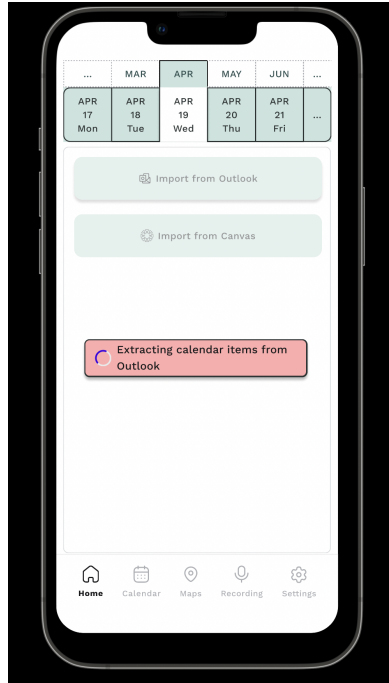 ... MAR APR MAY JUN ...
APR APR APR APR APR
17 18 19 20 21 ...
Mon Tue Wed Thu Fri
Import from Outlook
Import from Canvas
Extracting calendar items from
Outlook
Home Calendar Maps Recording Settings